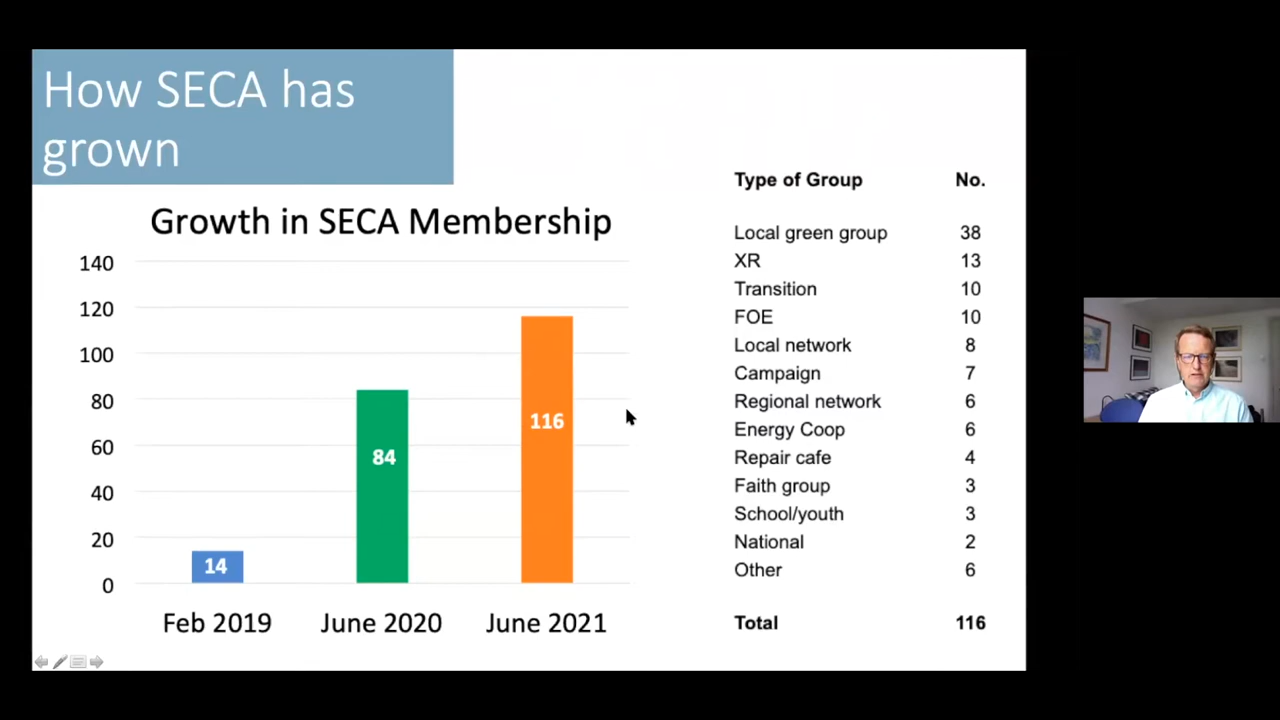 How SECA has
grown
Growth in SECA Membership
140
120
100
80
60
40
20
0
14
84
116
Feb 2019 June 2020 June 2021
Type of Group No.
Local green group 38
XR 13
Transition 10
FOE 10
Local network 8
Campaign 7
Regional network 6
Energy Coop 6
Repair cafe 4
Faith group 3
School/youth 3
National 2
Other 6
Total 116